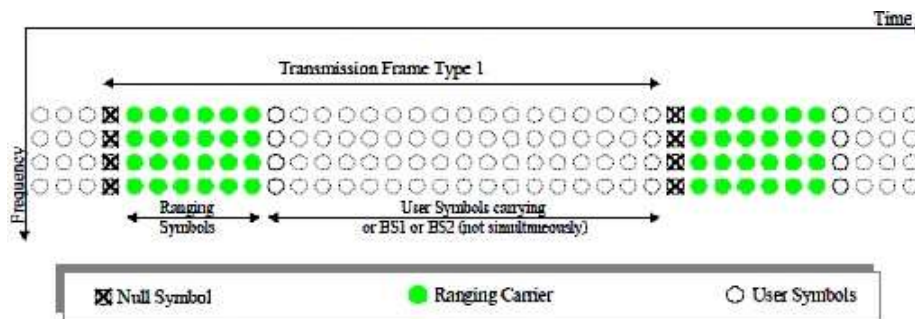 Time
Transmission Frame Type 1
Frequency
Ranging
Symbols
User Symbols carrying
or BS1 or BS2 (not simultmeously)
Null Symbol
Ranging Carrier
User Symbols